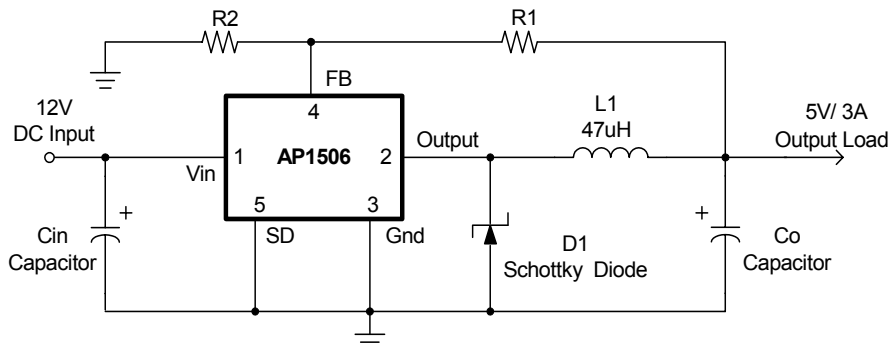 R2
R1
FB
4
12V
DC Input
Vin
1
AP1506
2
Output
L1
47uH
5V/ 3A
Output Load
5
3
SD
Gnd
+
Cin
Capacitor
D1
Schottky Diode
+
Co
Capacitor